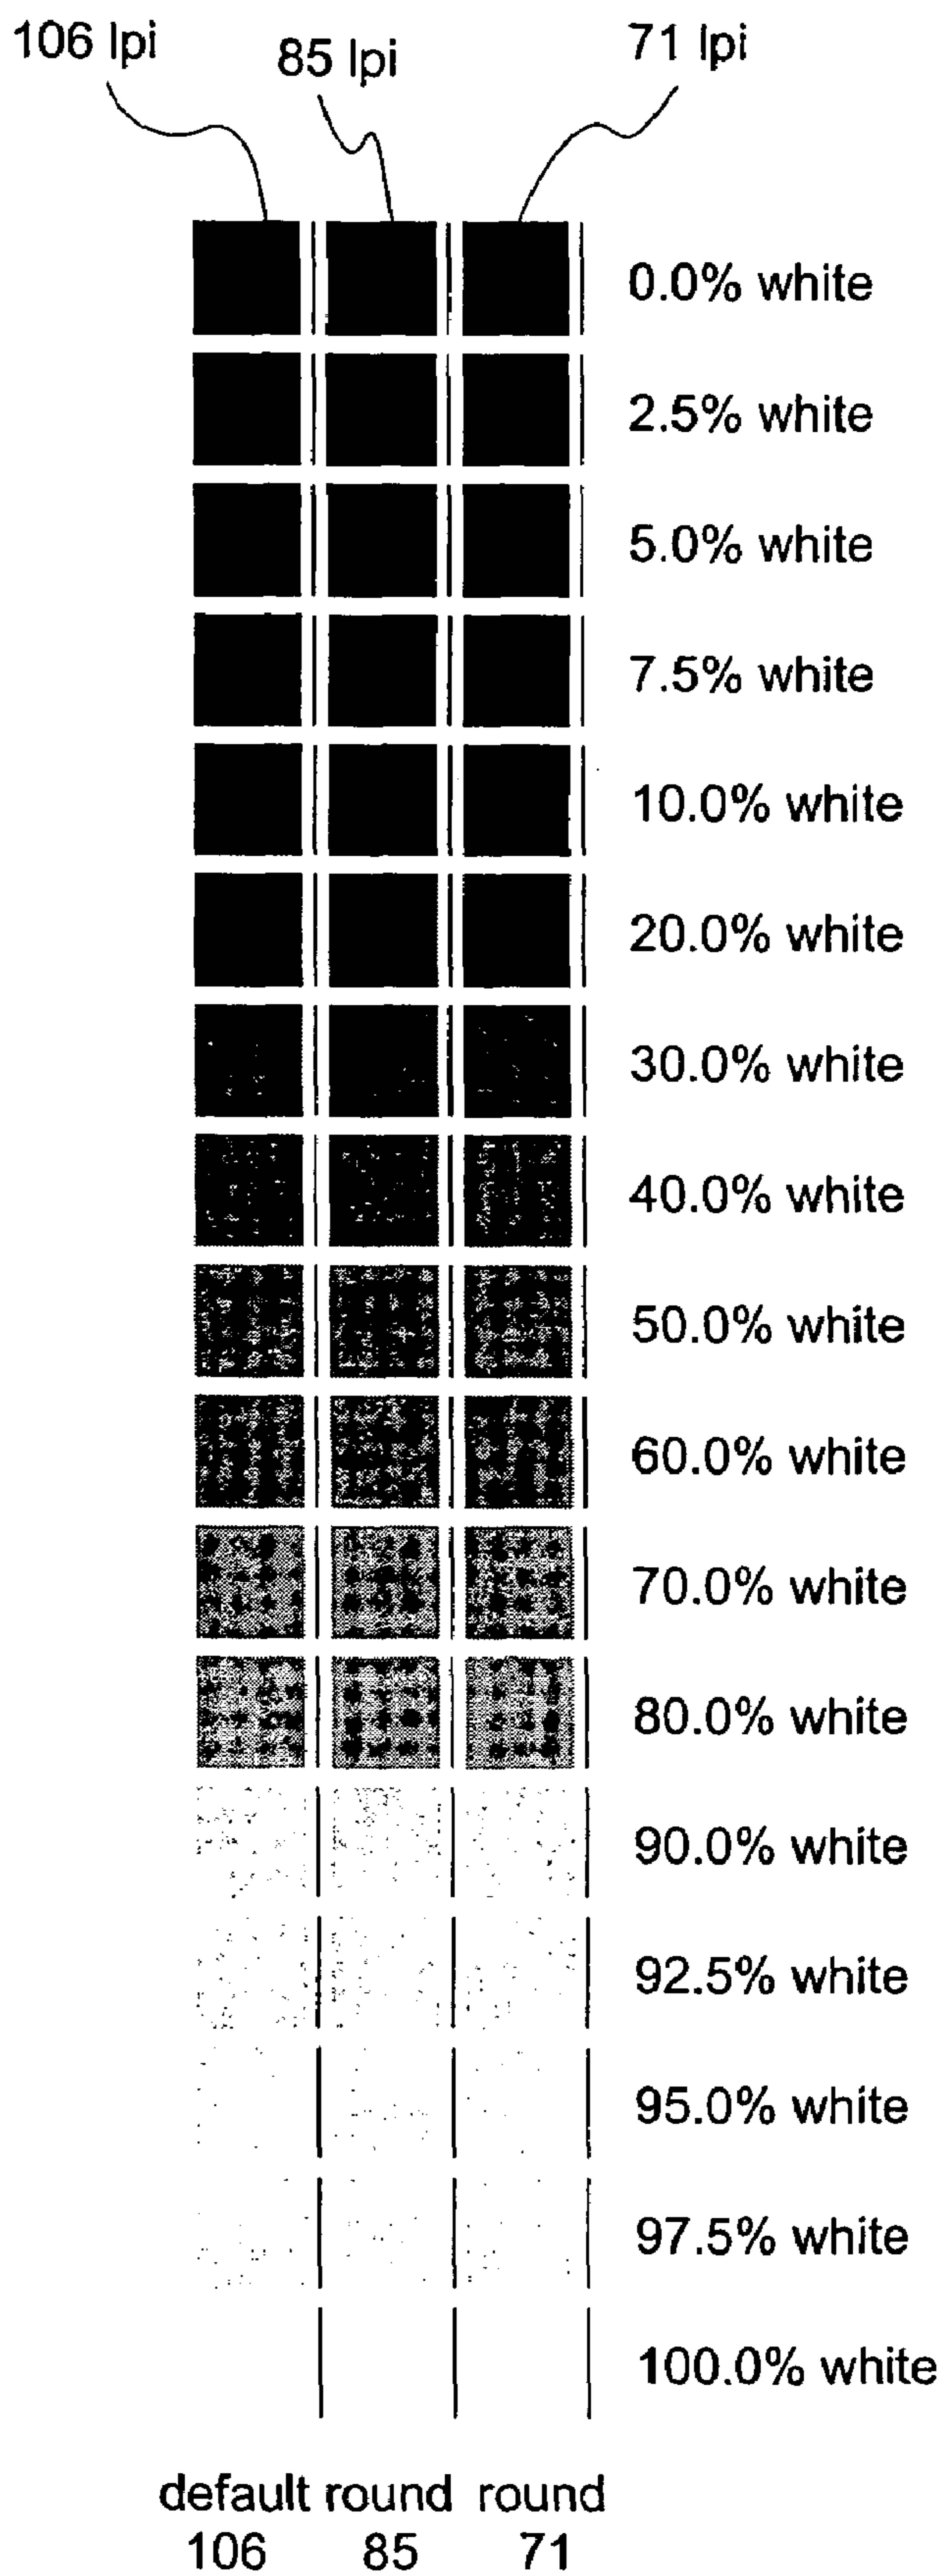 106 lpi
85 lpi
71 lpi
0.0% white
2.5% white
5.0% white
7.5% white
10.0% white
20.0% white
30.0% white
40.0% white
50.0% white
60.0% white
70.0% white
80.0% white
90.0% white
92.5% white
95.0% white
97.5% white
100.0% white
default round round
106 85 71